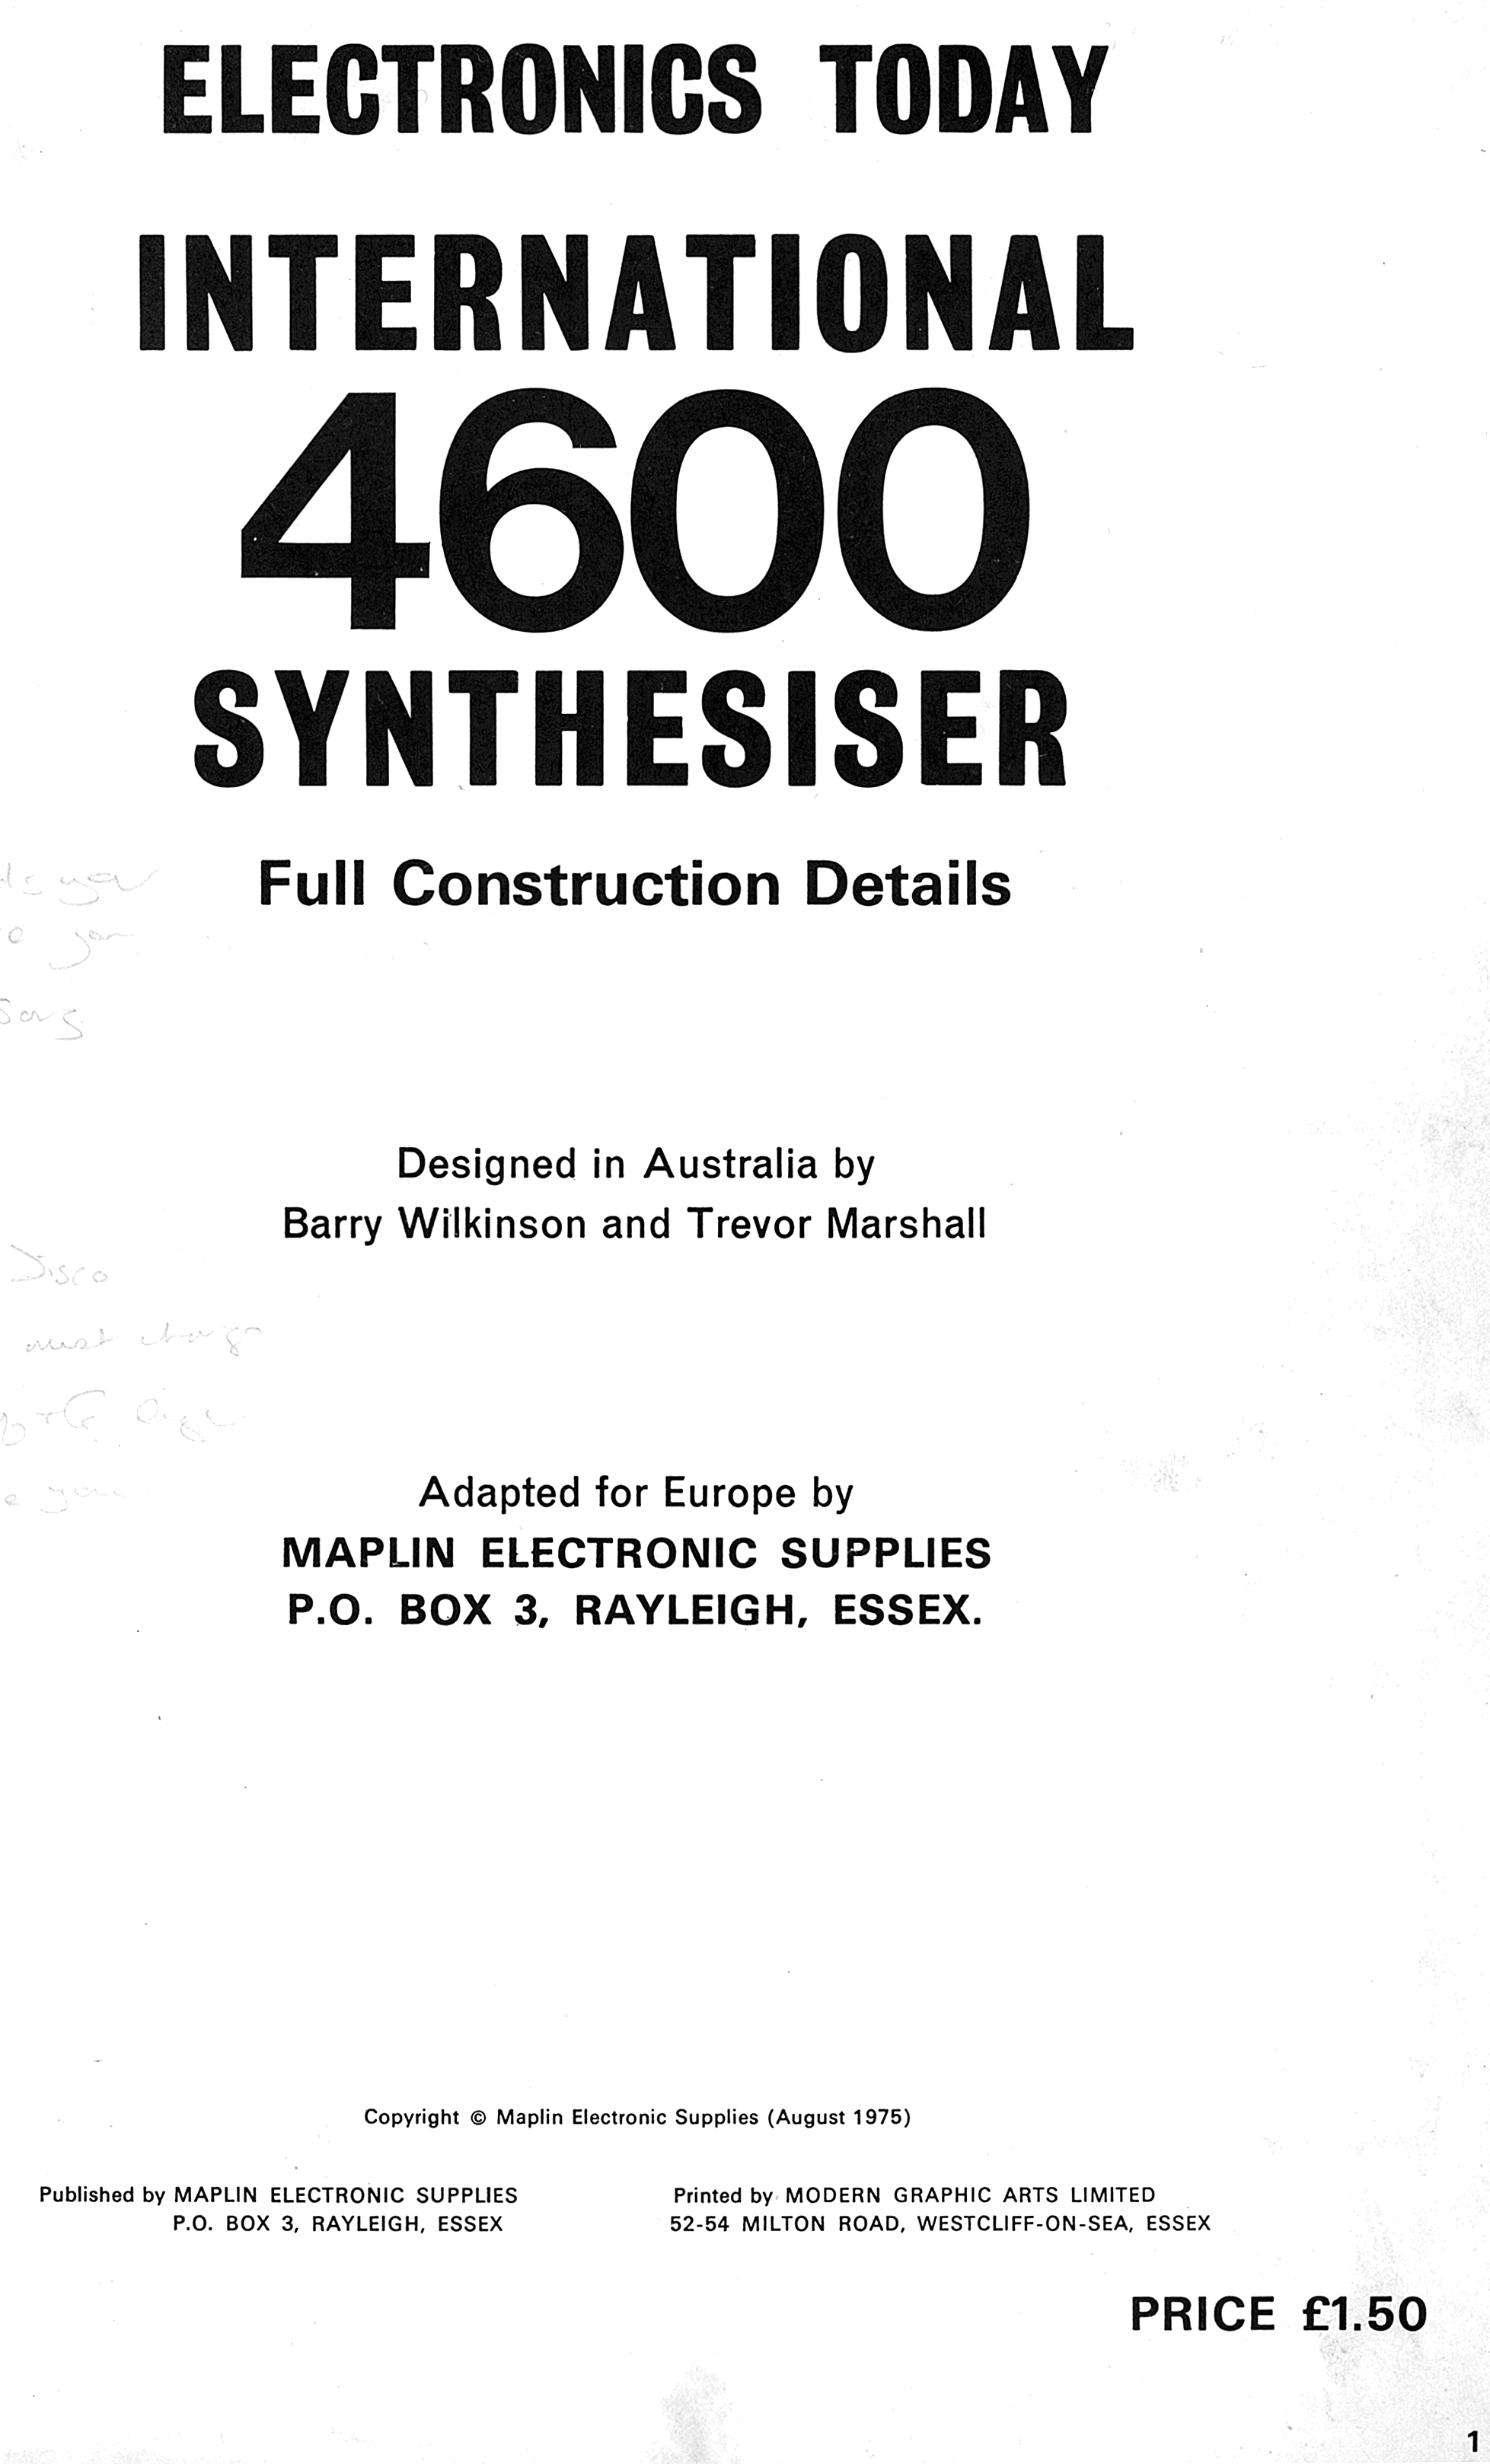 ELECTRONICS TODAY
INTERNATIONAL
4600
SYNTHESISER
Full Construction Details
Designed in Australia by
Barry Wilkinson and Trevor Marshall
Disco
must change
Adapted for Europe by
MAPLIN ELECTRONIC SUPPLIES
P.O. BOX 3, RAYLEIGH, ESSEX.
Copyright © Maplin Electronic Supplies (August 1975)
Published by MAPLIN ELECTRONIC SUPPLIES
P.O. BOX 3, RAYLEIGH, ESSEX
Printed by MODERN GRAPHIC ARTS LIMITED
52-54 MILTON ROAD, WESTCLIFF-ON-SEA, ESSEX
PRICE £1.50
1